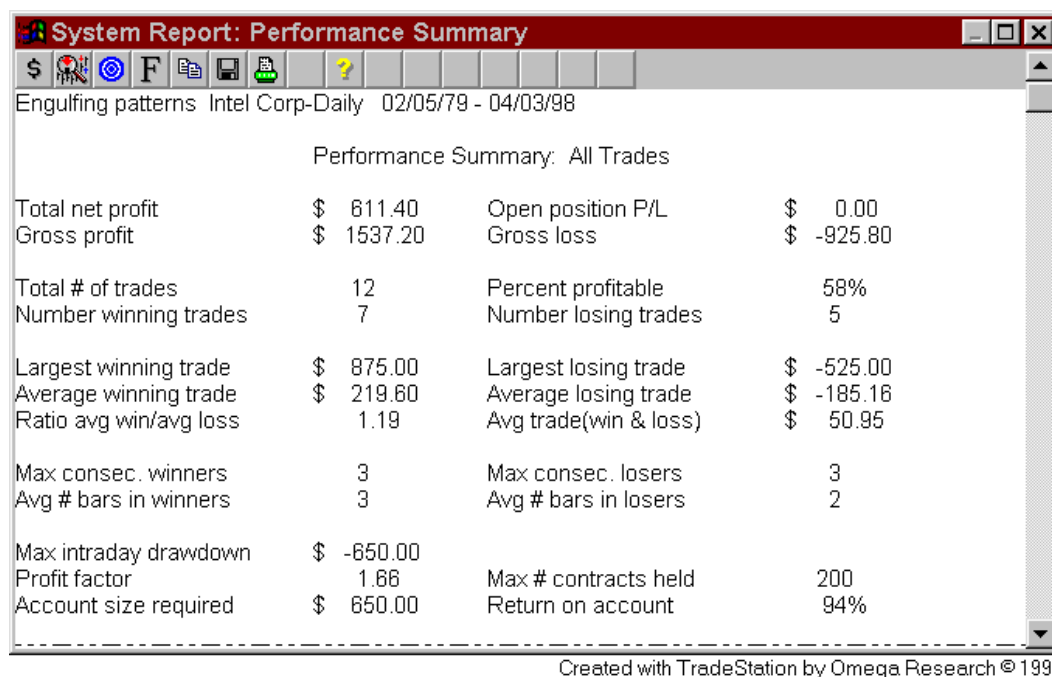 System Report: Performance Summary
$ F ?
Engulfing patterns Intel Corp-Daily 02/05/79 - 04/03/98
Performance Summary: All Trades
Total net profit $ 611.40 Open position P/L $ 0.00
Gross profit $ 1537.20 Gross loss $ -925.80
Total # of trades 12 Percent profitable 58%
Number winning trades 7 Number losing trades 5
Largest winning trade $ 875.00 Largest losing trade $ -525.00
Average winning trade $ 219.60 Average losing trade $ -185.16
Ratio avg win/avg loss 1.19 Avg trade(win & loss) $ 50.95
Max consec. winners 3 Max consec. losers 3
Avg # bars in winners 3 Avg # bars in losers 2
Max intraday drawdown $ -650.00
Profit factor 1.66 Max # contracts held 200
Account size required $ 650.00 Return on account 94%
Created with TradeStation by Omega Research © 199